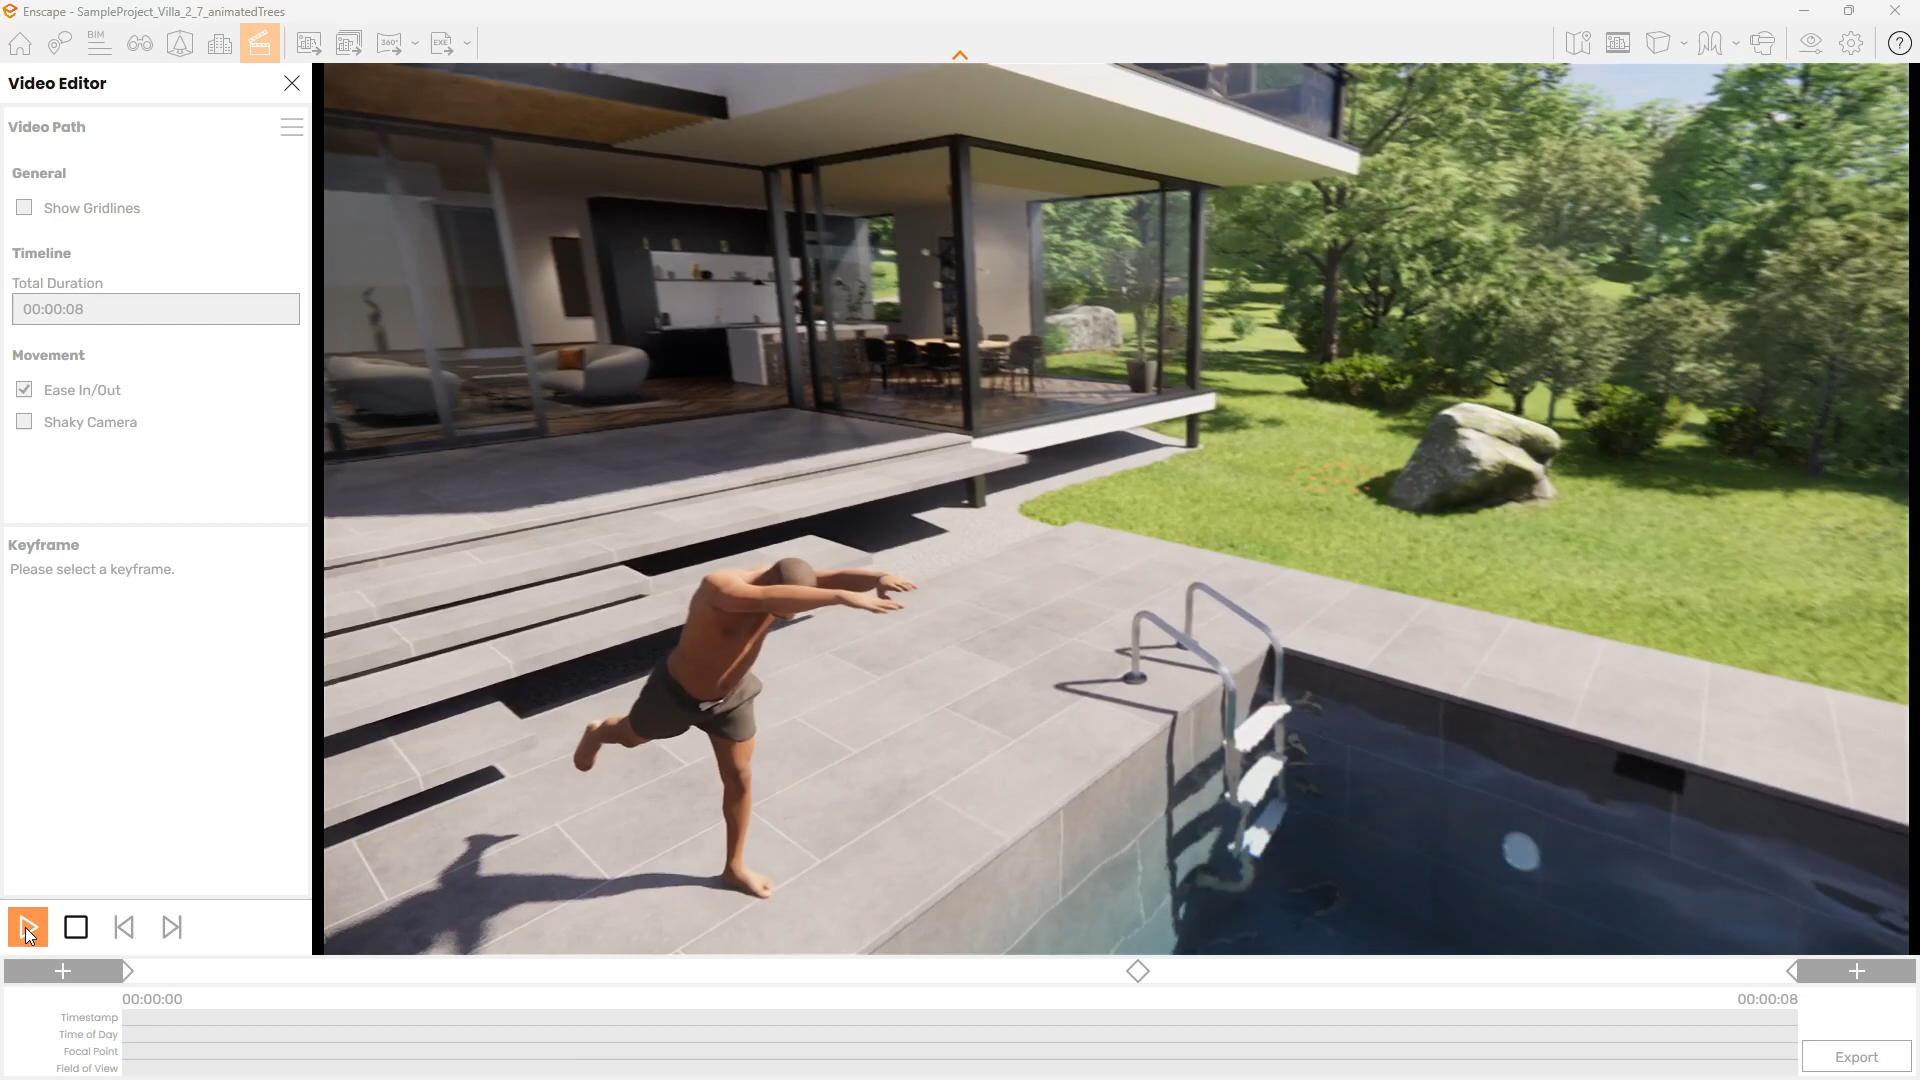 Enscape - SampleProject_Villa_2_7_animatedTrees
BIM
360°
EXE
?
Video Editor
Video Path
General
Show Gridlines
Timeline
Total Duration
00:00:08
Movement
Ease In/Out
Shaky Camera
Keyframe
Please select a keyframe.
00:00:00
00:00:08
Timestamp
Time of Day
Focal Point
Field of View
Export